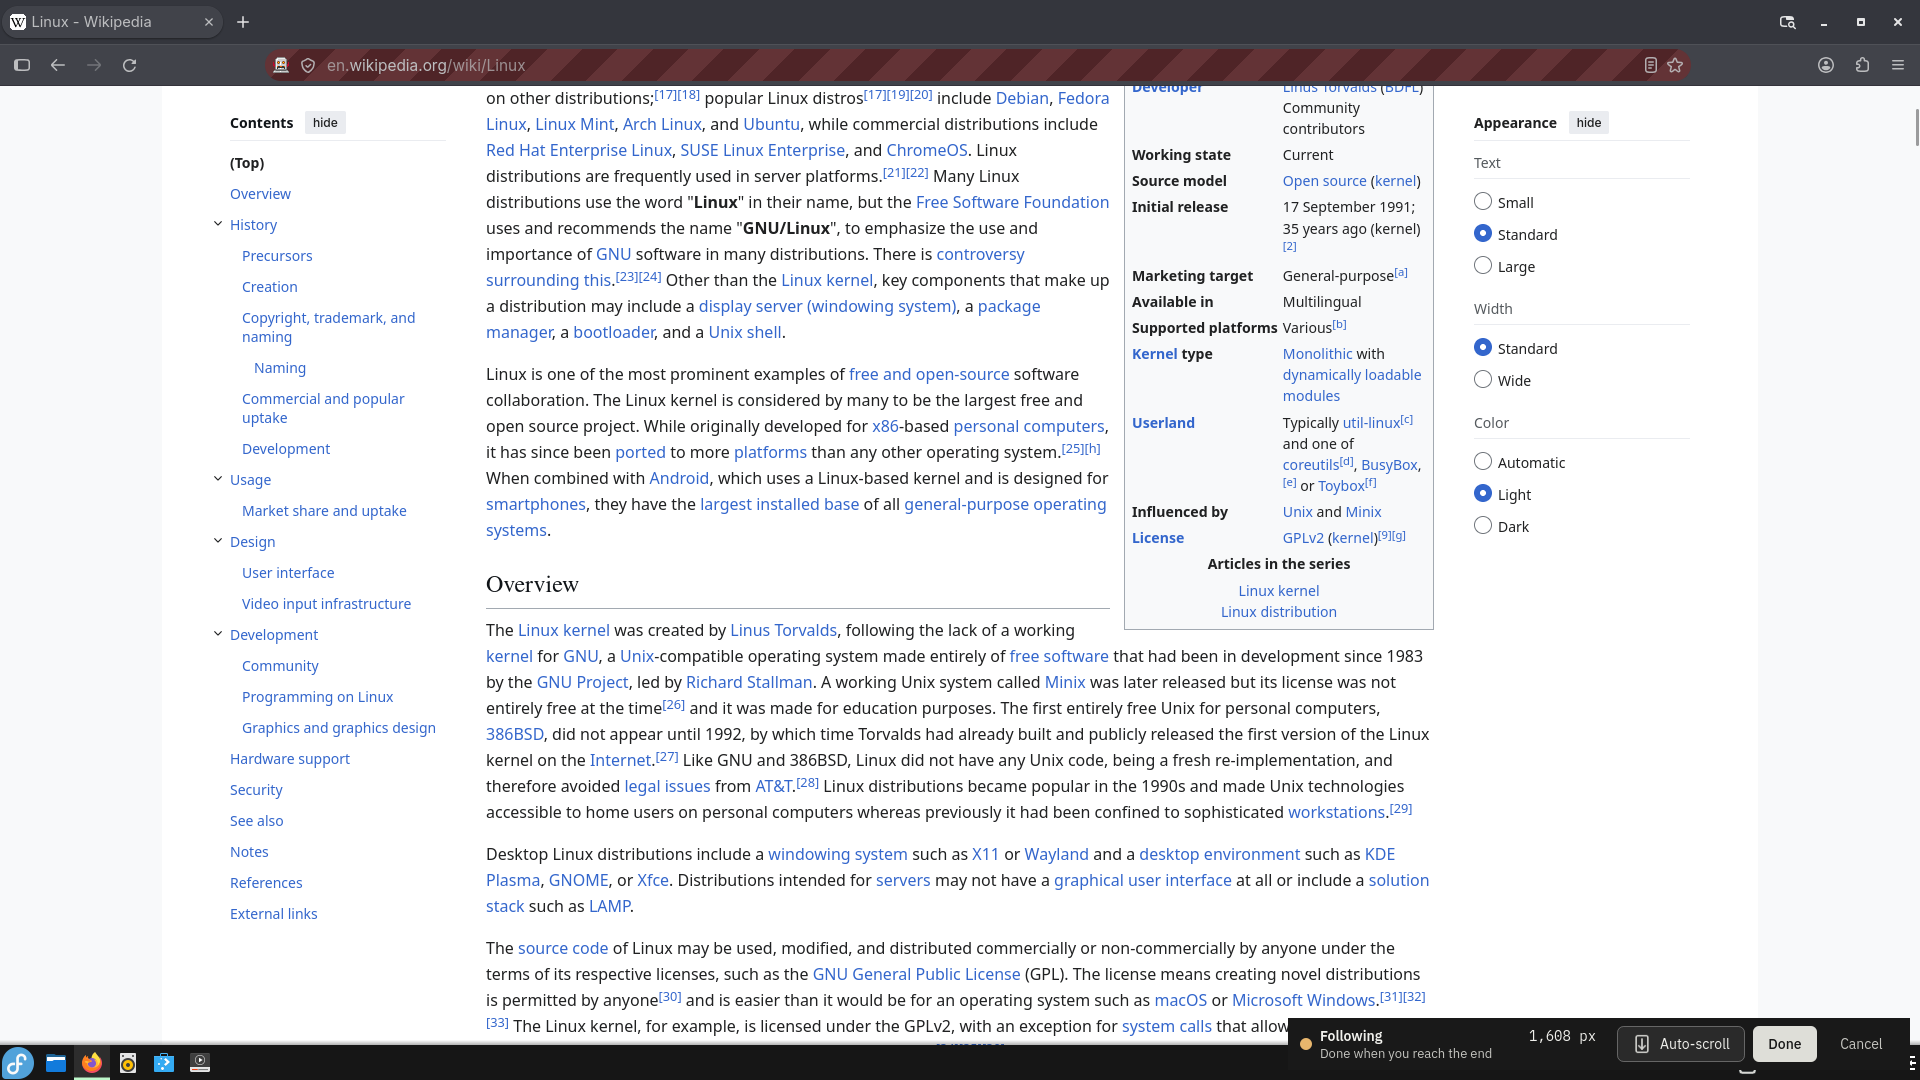 Linux - Wikipedia
en.wikipedia.org/wiki/Linux
Contents hide
(Top)
Overview
History
Precursors
Creation
Copyright, trademark, and
naming
Naming
Commercial and popular
uptake
Development
Usage
Market share and uptake
Design
User interface
Video input infrastructure
Development
Community
Programming on Linux
Graphics and graphics design
Hardware support
Security
See also
Notes
References
External links
on other distributions;[17][18] popular Linux distros[17][19][20] include Debian, Fedora
Linux, Linux Mint, Arch Linux, and Ubuntu, while commercial distributions include
Red Hat Enterprise Linux, SUSE Linux Enterprise, and ChromeOS. Linux
distributions are frequently used in server platforms.[21][22] Many Linux
distributions use the word "Linux" in their name, but the Free Software Foundation
uses and recommends the name "GNU/Linux", to emphasize the use and
importance of GNU software in many distributions. There is controversy
surrounding this.[23][24] Other than the Linux kernel, key components that make up
a distribution may include a display server (windowing system), a package
manager, a bootloader, and a Unix shell.
Linux is one of the most prominent examples of free and open-source software
collaboration. The Linux kernel is considered by many to be the largest free and
open source project. While originally developed for x86-based personal computers,
it has since been ported to more platforms than any other operating system.[25][h]
When combined with Android, which uses a Linux-based kernel and is designed for
smartphones, they have the largest installed base of all general-purpose operating
systems.
Overview
The Linux kernel was created by Linus Torvalds, following the lack of a working
kernel for GNU, a Unix-compatible operating system made entirely of free software that had been in development since 1983
by the GNU Project, led by Richard Stallman. A working Unix system called Minix was later released but its license was not
entirely free at the time[26] and it was made for education purposes. The first entirely free Unix for personal computers,
386BSD, did not appear until 1992, by which time Torvalds had already built and publicly released the first version of the Linux
kernel on the Internet.[27] Like GNU and 386BSD, Linux did not have any Unix code, being a fresh re-implementation, and
therefore avoided legal issues from AT&T.[28] Linux distributions became popular in the 1990s and made Unix technologies
accessible to home users on personal computers whereas previously it had been confined to sophisticated workstations.[29]
Desktop Linux distributions include a windowing system such as X11 or Wayland and a desktop environment such as KDE
Plasma, GNOME, or Xfce. Distributions intended for servers may not have a graphical user interface at all or include a solution
stack such as LAMP.
The source code of Linux may be used, modified, and distributed commercially or non-commercially by anyone under the
terms of its respective licenses, such as the GNU General Public License (GPL). The license means creating novel distributions
is permitted by anyone[30] and is easier than it would be for an operating system such as macOS or Microsoft Windows.[31][32]
[33] The Linux kernel, for example, is licensed under the GPLv2, with an exception for system calls that allow
Developer Linus Torvalds (BDFL)
Community
contributors
Working state Current
Source model Open source (kernel)
Initial release 17 September 1991;
35 years ago (kernel)
[2]
Marketing target General-purpose[a]
Available in Multilingual
Supported platforms Various[b]
Kernel type Monolithic with
dynamically loadable
modules
Userland Typically util-linux[c]
and one of
coreutils[d], BusyBox,
[e] or Toybox[f]
Influenced by Unix and Minix
License GPLv2 (kernel)[9][g]
Articles in the series
Linux kernel
Linux distribution
Appearance hide
Text
Small
Standard
Large
Width
Standard
Wide
Color
Automatic
Light
Dark
Following
Done when you reach the end
1,608 px
Auto-scroll
Done
Cancel